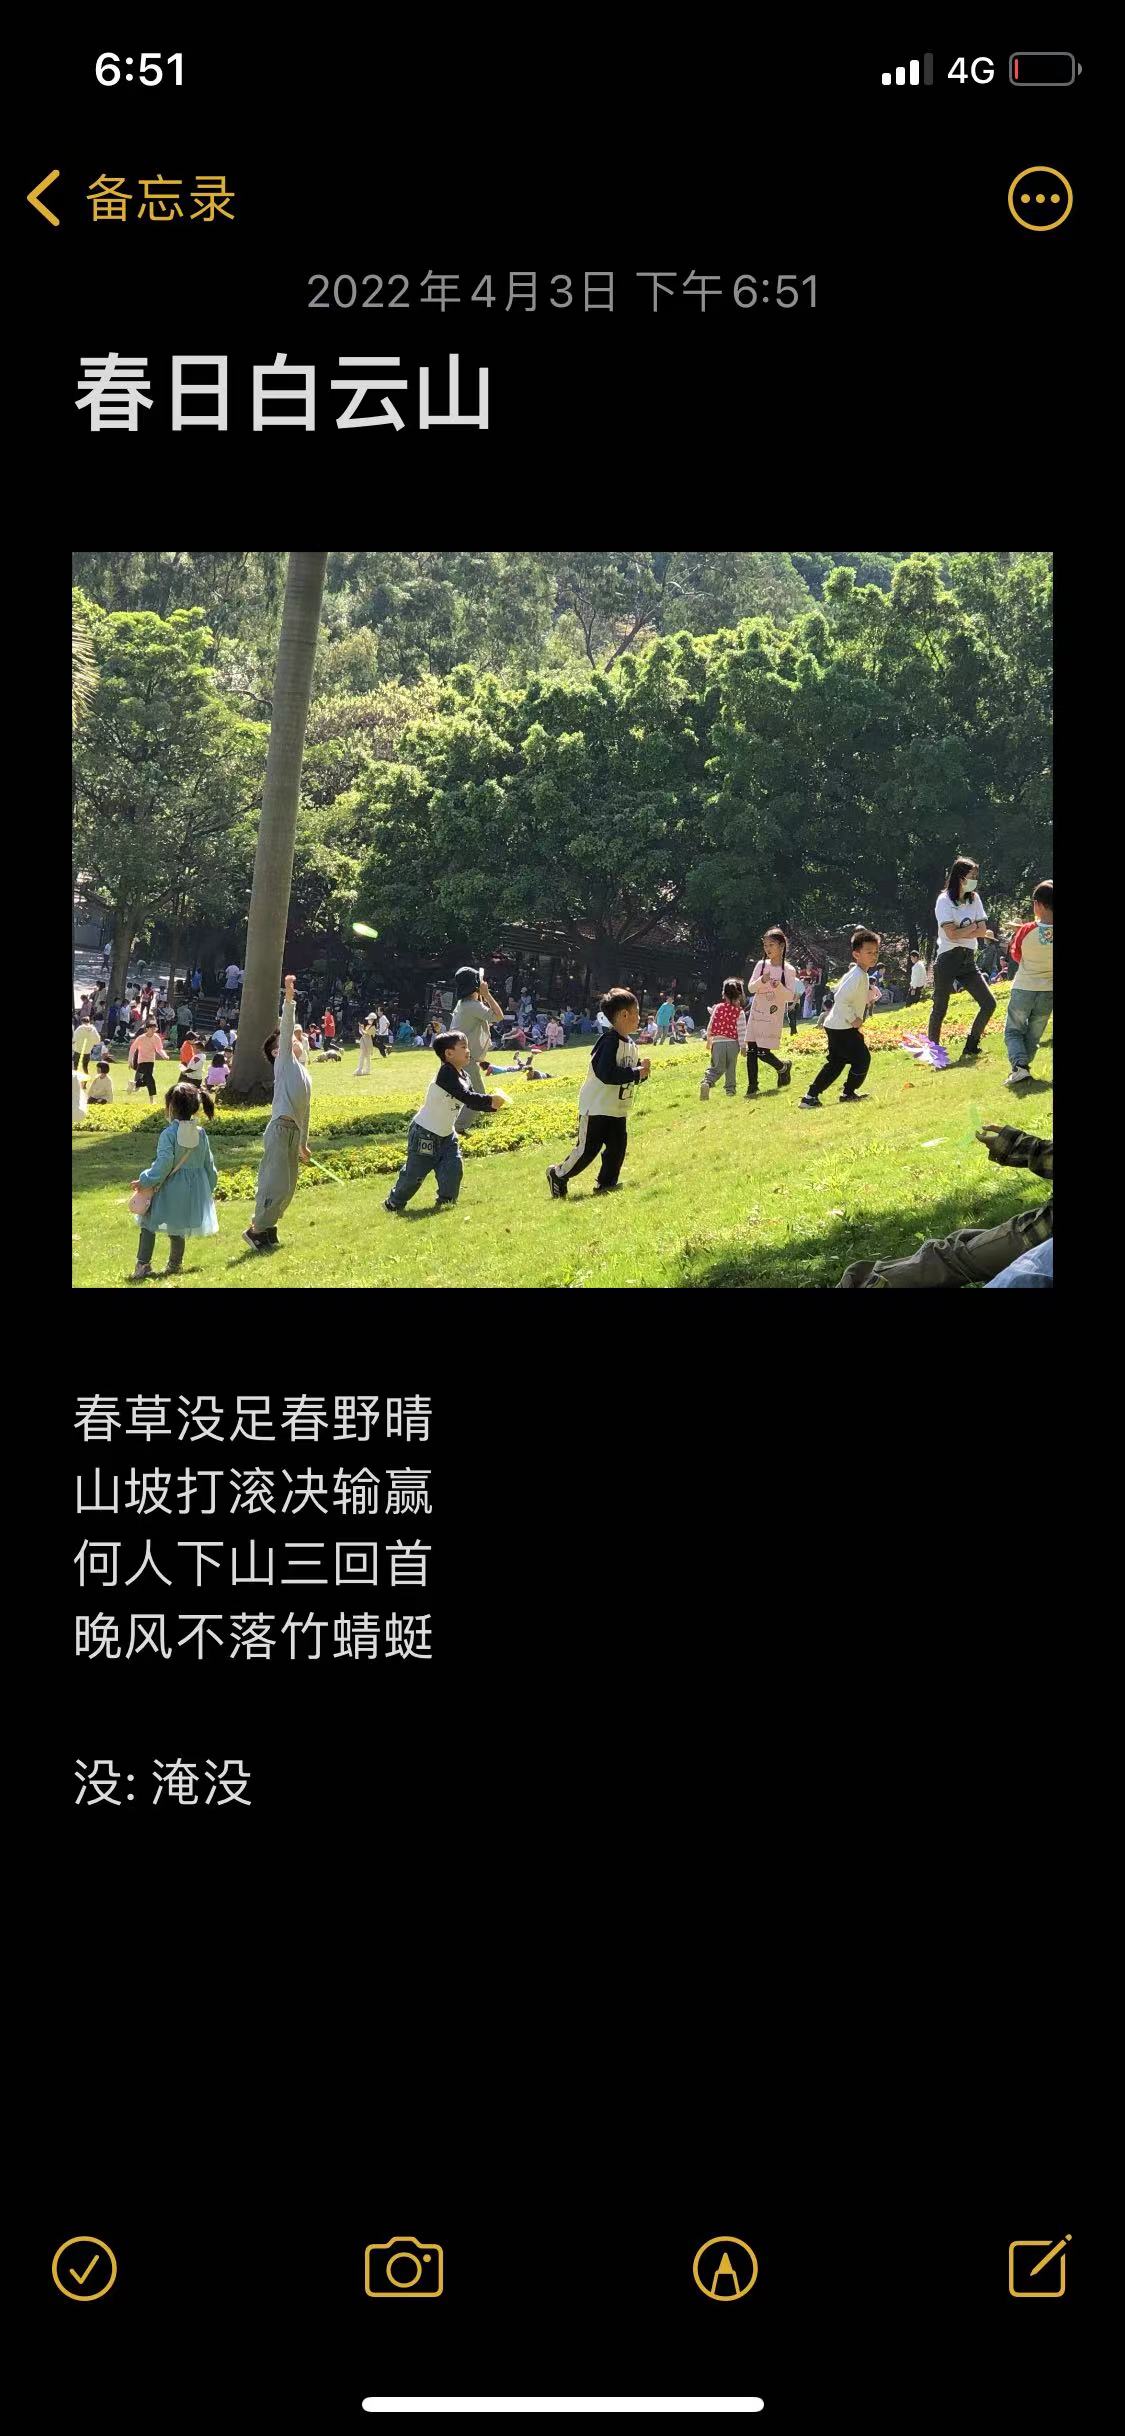 6:51
4G
备忘录
2022年4月3日 下午6:51
春日白云山
春草没足春野晴
山坡打滚决输赢
何人下山三回首
晚风不落竹蜻蜓
没: 淹没